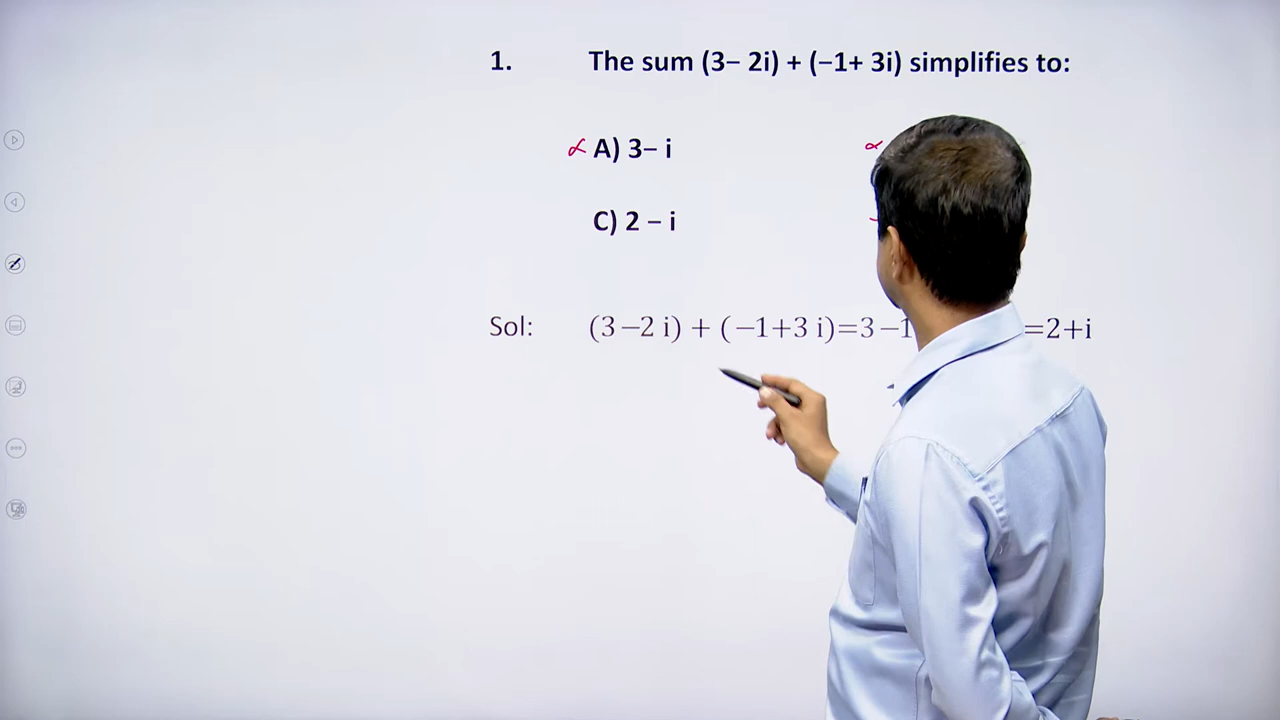 1. The sum (3– 2i) + (–1+ 3i) simplifies to:
A) 3– i
C) 2 – i
Sol: (3–2 i) + (–1+3 i)=3–1 =2+i